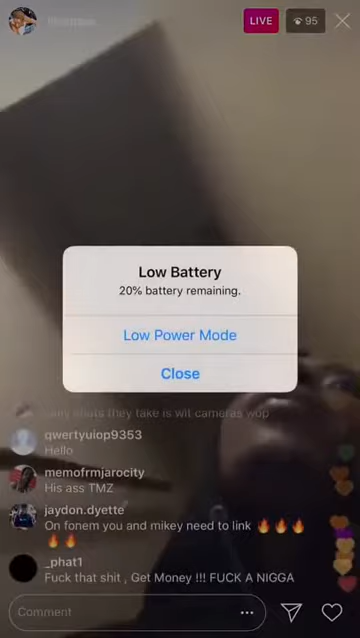 LIVE
95
Low Battery
20% battery remaining.
Low Power Mode
Close
only shots they take is wit cameras wop
qwertyuiop9353
Hello
memofrmjarocity
His ass TMZ
jaydon.dyette
On fonem you and mikey need to link 🔥🔥🔥
🔥🔥
_phat1
Fuck that shit , Get Money !!! FUCK A NIGGA
Comment